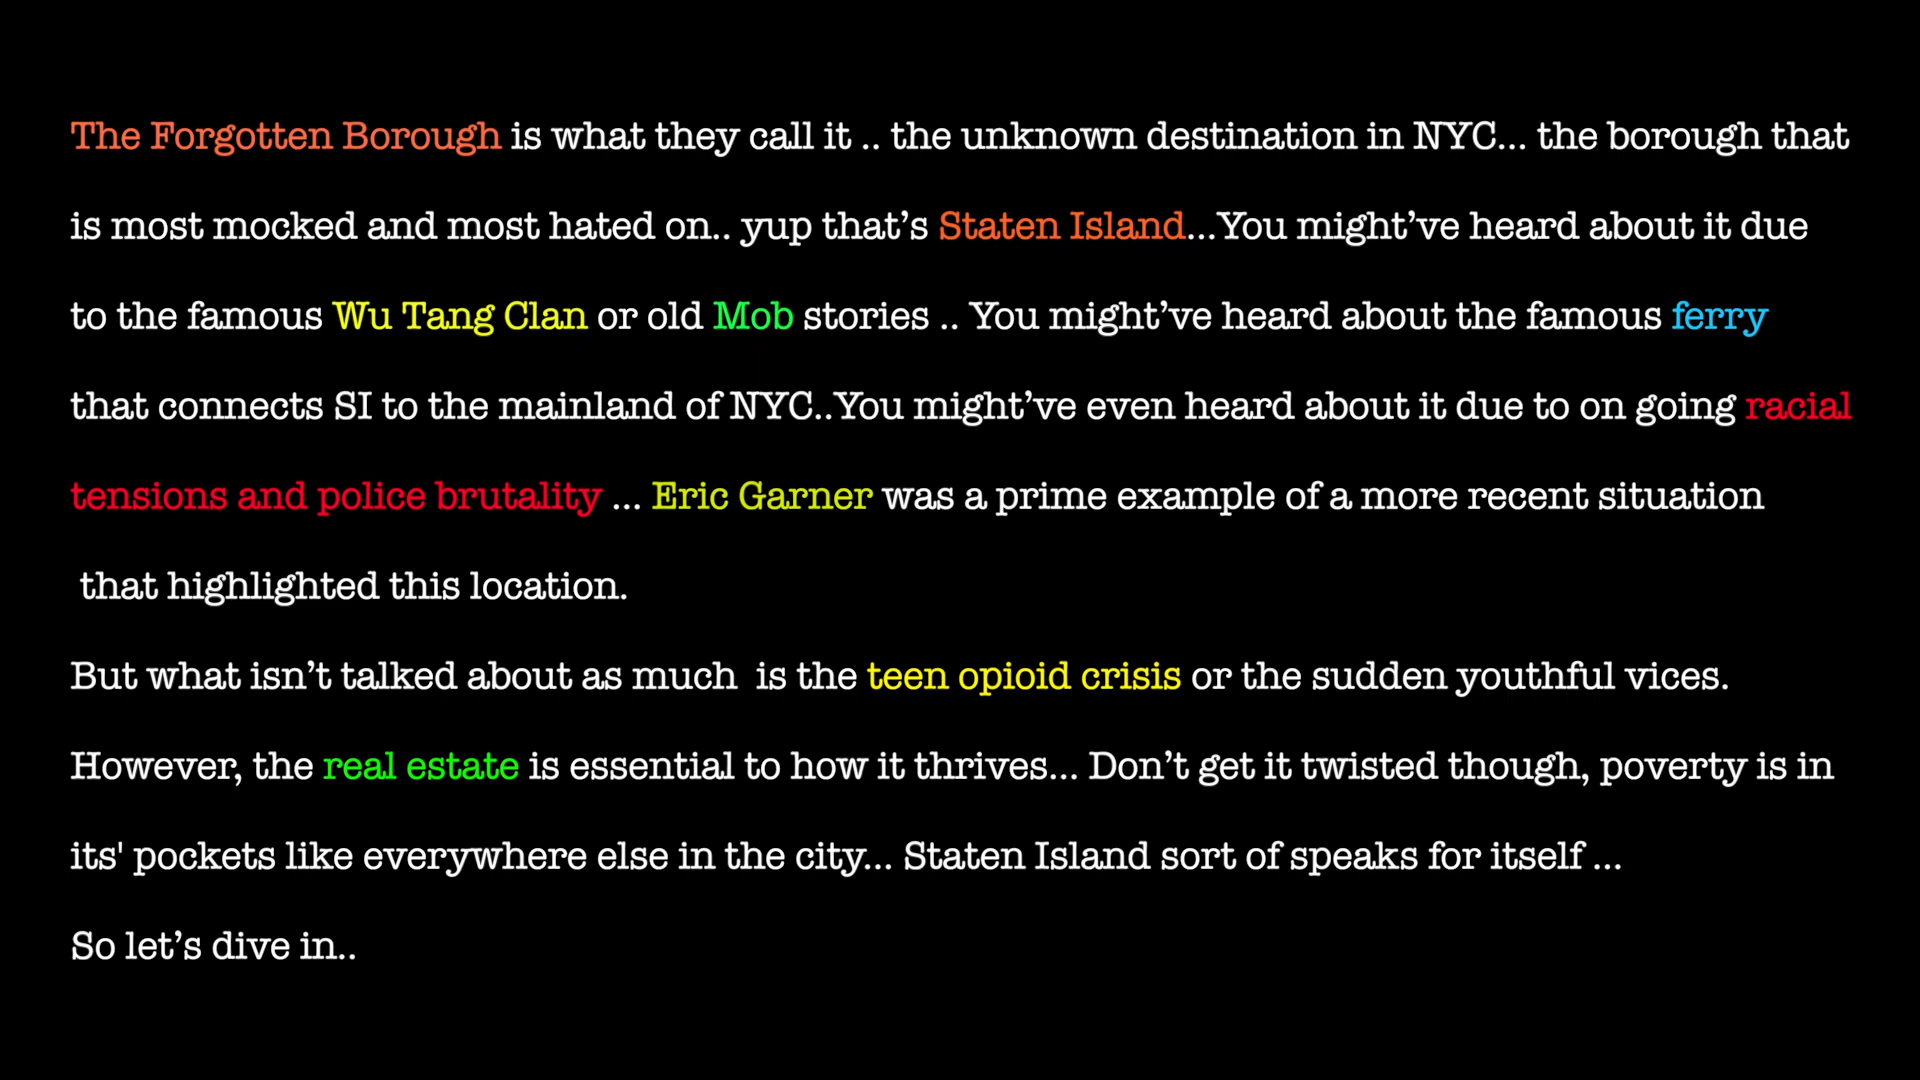 The Forgotten Borough is what they call it .. the unknown destination in NYC... the borough that
is most mocked and most hated on.. yup that’s Staten Island...You might’ve heard about it due
to the famous Wu Tang Clan or old Mob stories .. You might’ve heard about the famous ferry
that connects SI to the mainland of NYC..You might’ve even heard about it due to on going racial
tensions and police brutality ... Eric Garner was a prime example of a more recent situation
that highlighted this location.
But what isn’t talked about as much  is the teen opioid crisis or the sudden youthful vices.
However, the real estate is essential to how it thrives... Don’t get it twisted though, poverty is in
its' pockets like everywhere else in the city... Staten Island sort of speaks for itself ...
So let’s dive in..